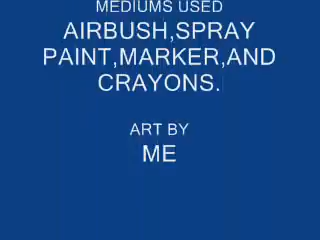 MEDIUMS USED
AIRBUSH,SPRAY
PAINT,MARKER,AND
CRAYONS.
ART BY
ME